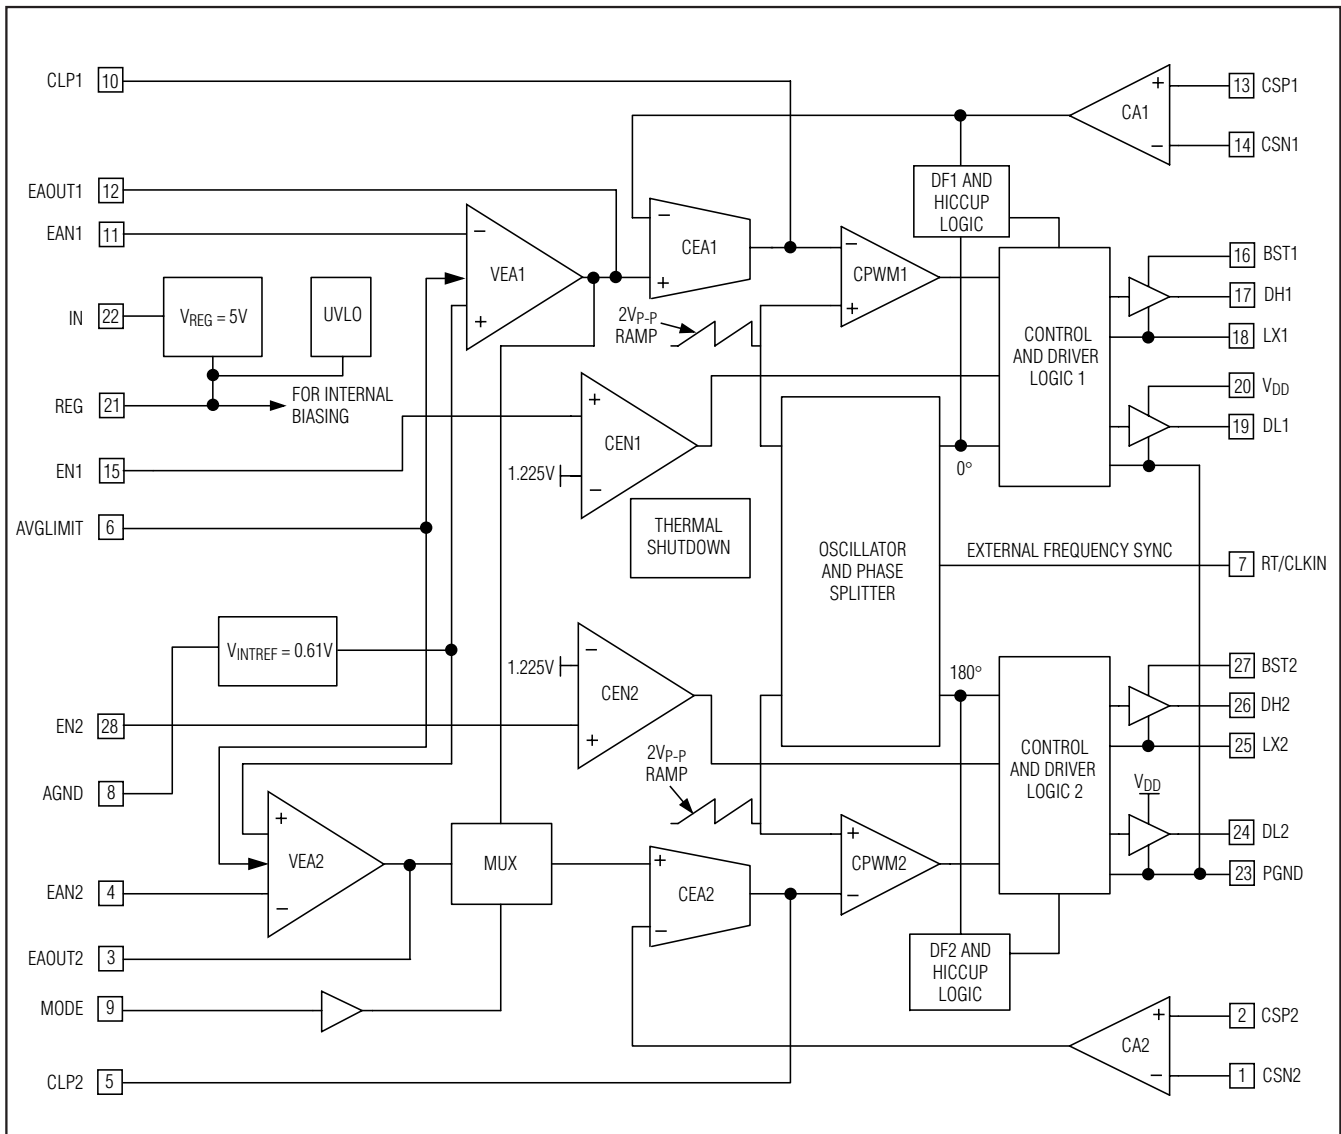 CLP1 10
CA1
+
−
13 CSP1
14 CSN1
EAOUT1 12
EAN1 11
−
VEA1
+
−
CEA1
+
DF1 AND
HICCUP
LOGIC
−
CPWM1
+
16 BST1
17 DH1
18 LX1
IN 22
VREG = 5V
UVLO
2VP-P
RAMP
CONTROL
AND DRIVER
LOGIC 1
20 VDD
19 DL1
REG 21
FOR INTERNAL
BIASING
+
CEN1
−
1.225V
EN1 15
0°
AVGLIMIT 6
THERMAL
SHUTDOWN
OSCILLATOR
AND PHASE
SPLITTER
EXTERNAL FREQUENCY SYNC
7 RT/CLKIN
VINTREF = 0.61V
1.225V
−
CEN2
+
180°
27 BST2
26 DH2
25 LX2
EN2 28
AGND 8
2VP-P
RAMP
CONTROL
AND DRIVER
LOGIC 2
VDD
24 DL2
23 PGND
+
VEA2
−
MUX
+
CEA2
−
+
CPWM2
−
EAN2 4
EAOUT2 3
DF2 AND
HICCUP
LOGIC
MODE 9
CA2
+
−
2 CSP2
1 CSN2
CLP2 5